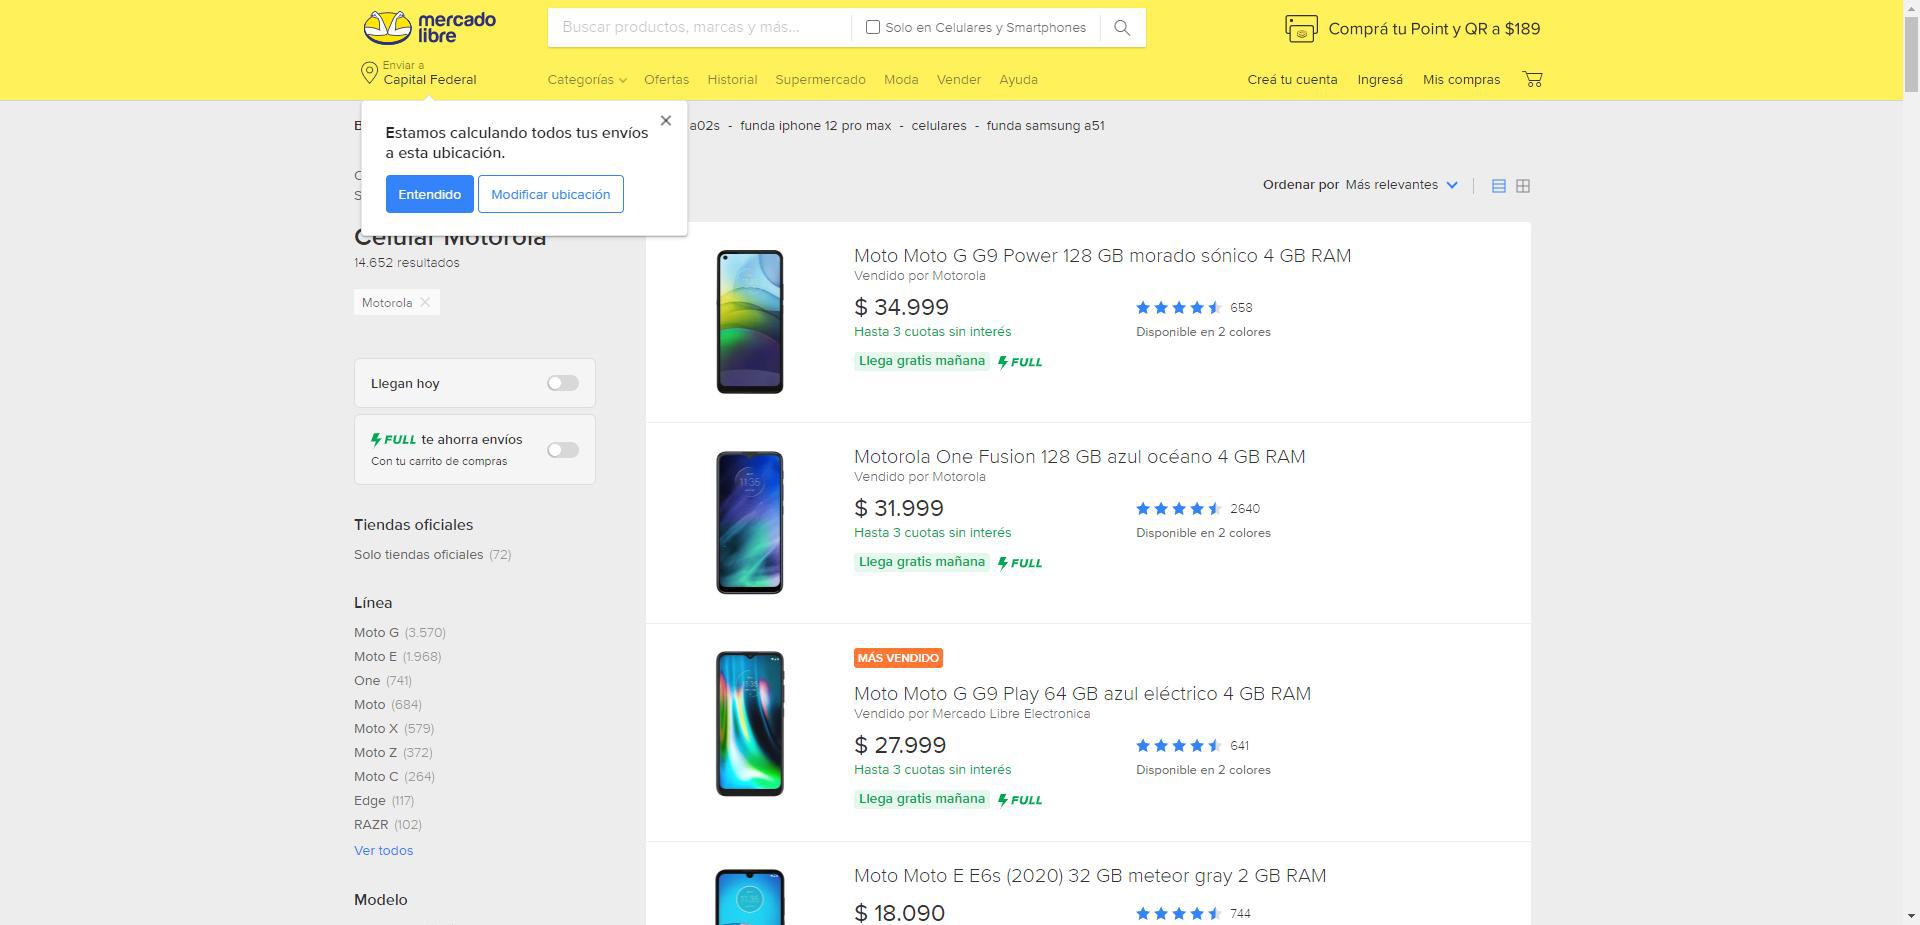 mercado
libre
Buscar productos, marcas y más...
Solo en Celulares y Smartphones
Comprá tu Point y QR a $189
Enviar a
Capital Federal
Categorías
Ofertas
Historial
Supermercado
Moda
Vender
Ayuda
Creá tu cuenta
Ingresá
Mis compras
Estamos calculando todos tus envíos
a esta ubicación.
Entendido
Modificar ubicación
a02s - funda iphone 12 pro max - celulares - funda samsung a51
Ordenar por Más relevantes
Celular Motorola
14.652 resultados
Motorola
Llegan hoy
FULL te ahorra envíos
Con tu carrito de compras
Tiendas oficiales
Solo tiendas oficiales (72)
Línea
Moto G (3.570)
Moto E (1.968)
One (741)
Moto (684)
Moto X (579)
Moto Z (372)
Moto C (264)
Edge (117)
RAZR (102)
Ver todos
Modelo
Moto Moto G G9 Power 128 GB morado sónico 4 GB RAM
Vendido por Motorola
$ 34.999
658
Hasta 3 cuotas sin interés
Disponible en 2 colores
Llega gratis mañana FULL
11:35
Motorola One Fusion 128 GB azul océano 4 GB RAM
Vendido por Motorola
$ 31.999
2640
Hasta 3 cuotas sin interés
Disponible en 2 colores
Llega gratis mañana FULL
MÁS VENDIDO
Moto Moto G G9 Play 64 GB azul eléctrico 4 GB RAM
Vendido por Mercado Libre Electronica
$ 27.999
641
Hasta 3 cuotas sin interés
Disponible en 2 colores
Llega gratis mañana FULL
Moto Moto E E6s (2020) 32 GB meteor gray 2 GB RAM
$ 18.090
744